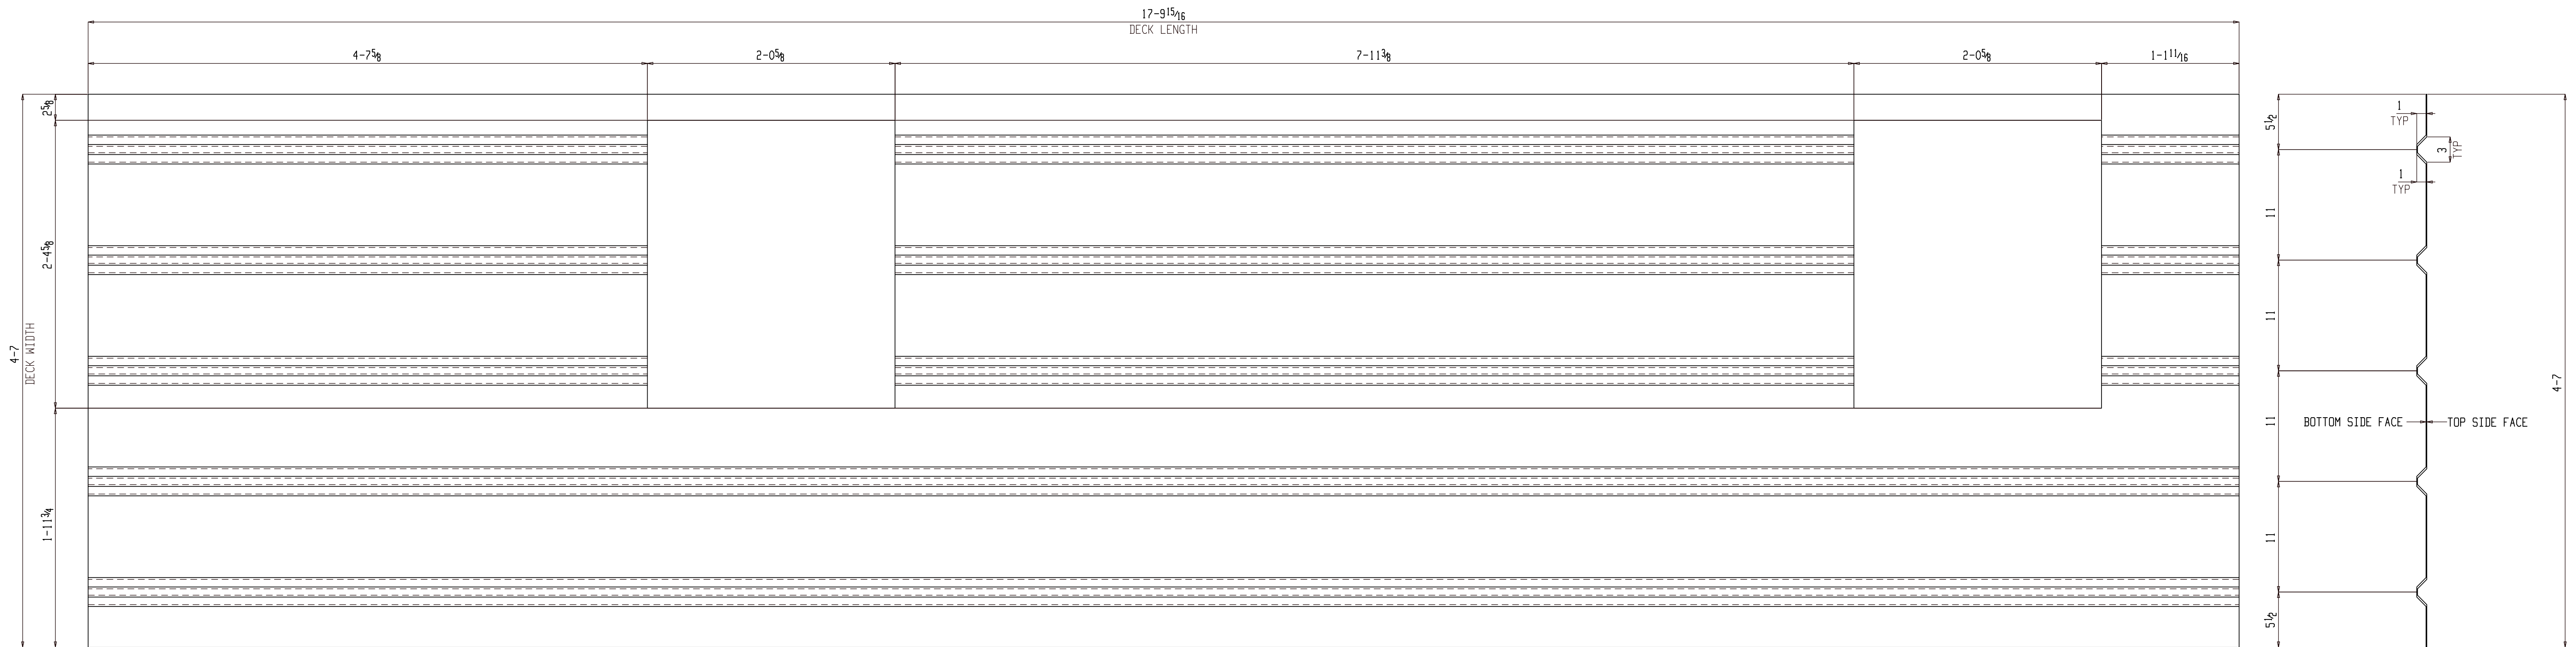 17-9 15/16
DECK LENGTH
4-7 5/8
2-0 5/8
7-11 3/8
2-0 5/8
1-1 11/16
4-7
DECK WIDTH
2 5/8
2-4 5/8
1-11 3/4
5 1/2
11
11
11
11
5 1/2
1
TYP
3
TYP
1
TYP
BOTTOM SIDE FACE
TOP SIDE FACE
4-7